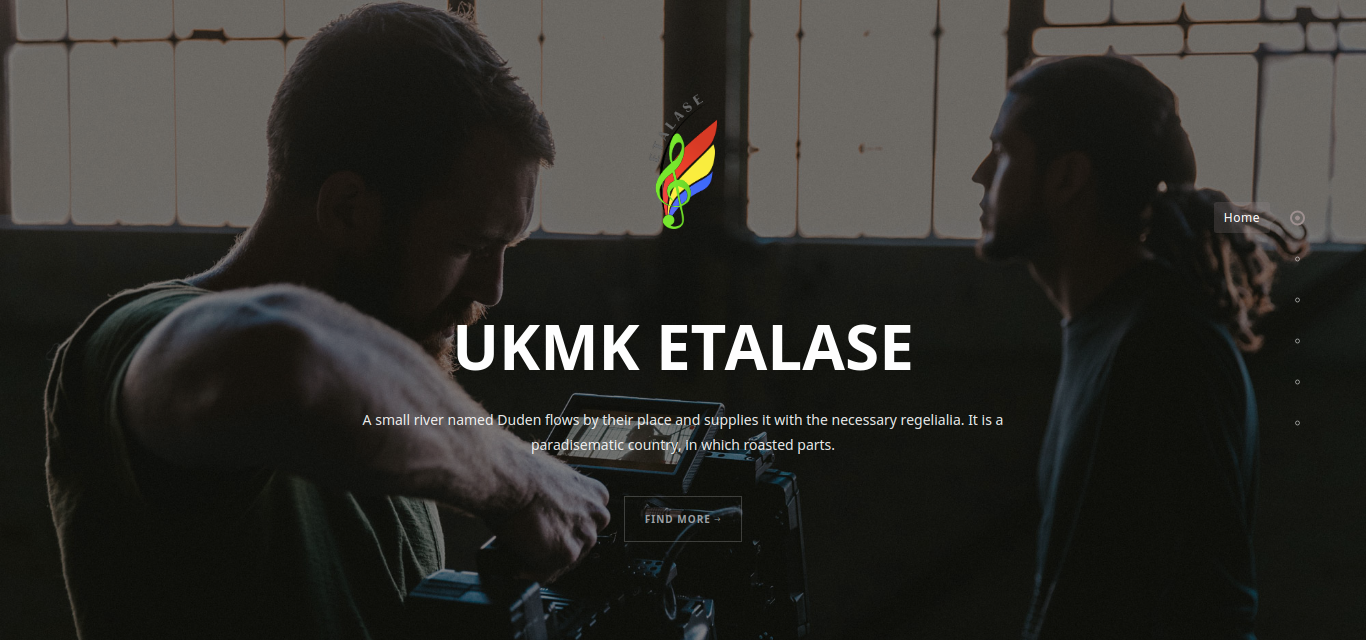 ETALASE
Home
UKMK ETALASE
A small river named Duden flows by their place and supplies it with the necessary regelialia. It is a
paradisematic country, in which roasted parts.
FIND MORE →